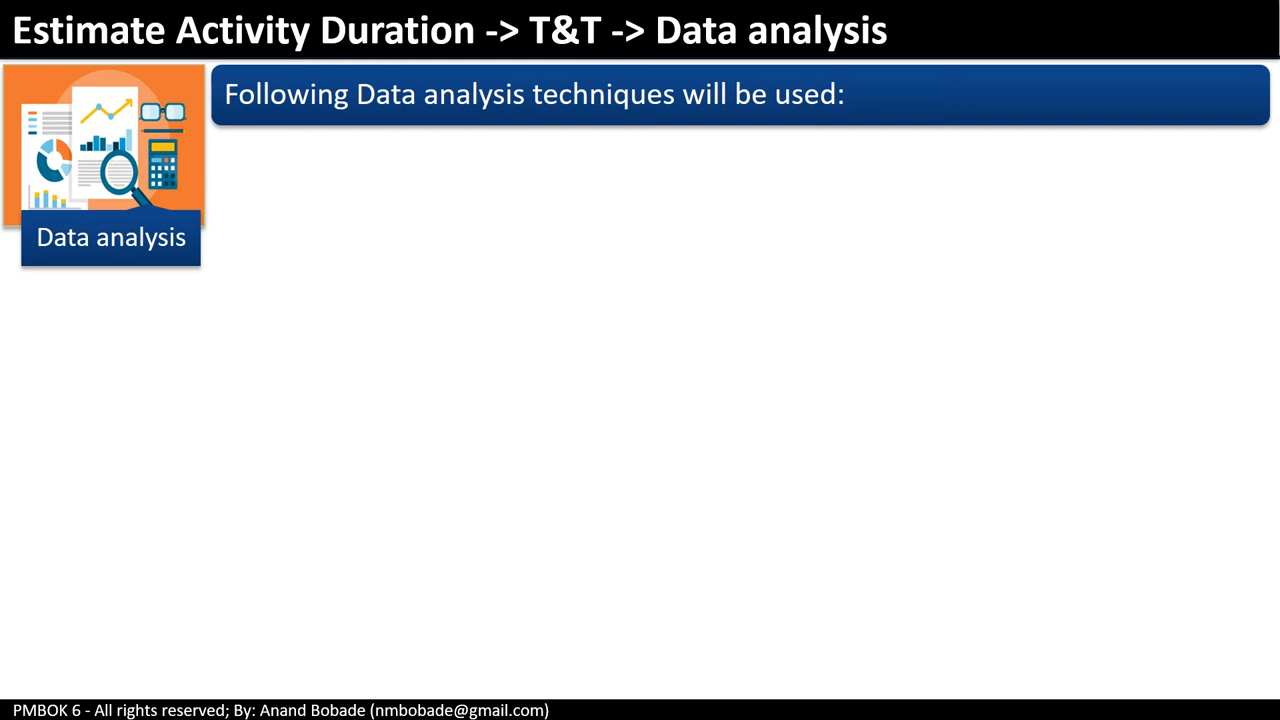 Estimate Activity Duration -> T&T -> Data analysis
Following Data analysis techniques will be used:
Data analysis
PMBOK 6 - All rights reserved; By: Anand Bobade (nmbobade@gmail.com)